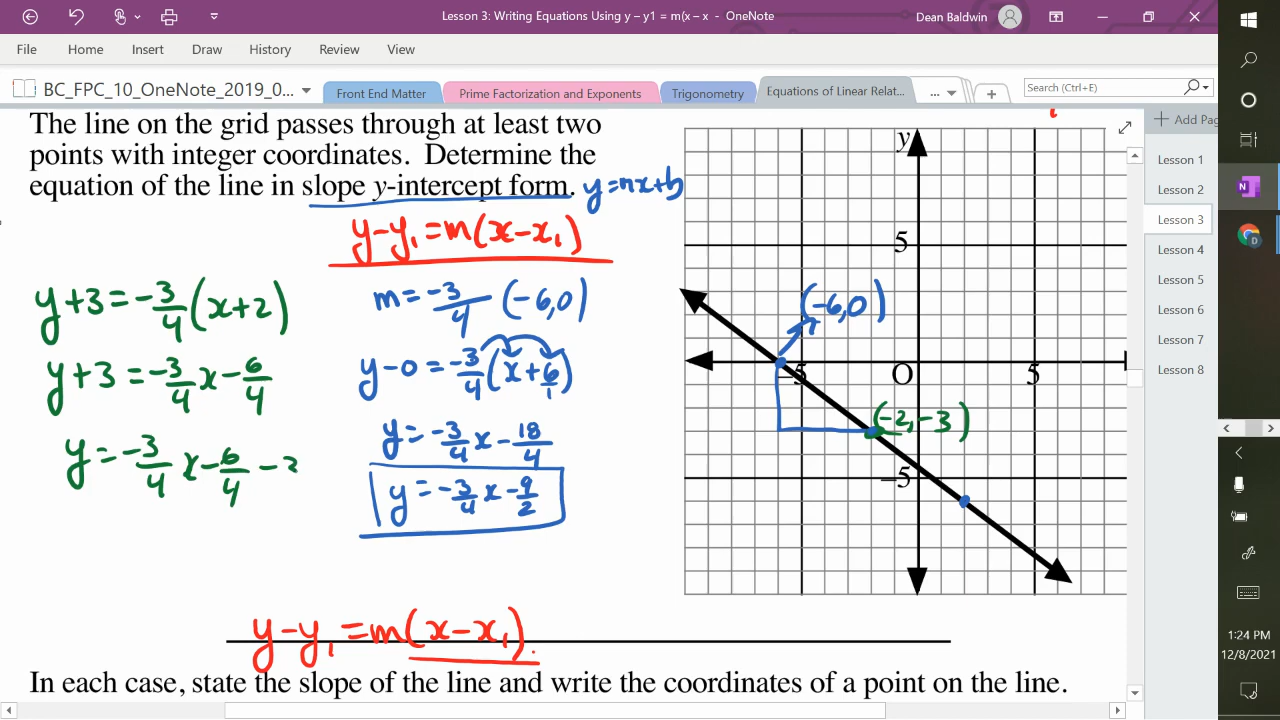 Lesson 3: Writing Equations Using y – y1 = m(x – x - OneNote
Dean Baldwin
File Home Insert Draw History Review View
BC_FPC_10_OneNote_2019_0...
Front End Matter
Prime Factorization and Exponents
Trigonometry
Equations of Linear Relat...
...
Search (Ctrl+E)
The line on the grid passes through at least two
points with integer coordinates. Determine the
equation of the line in slope y-intercept form. y=mx+b
y-y₁=m(x-x₁)
y+3=-3/4(x+2)
y+3=-3/4x-6/4
y=-3/4x-6/4-3
m=-3/4 (-6,0)
y-0=-3/4(x+6/1)
y=-3/4x-18/4
y=-3/4x-9/2
y
5
(-6,0)
-5
O
5
(-2,-3)
-5
y-y₁=m(x-x₁)
In each case, state the slope of the line and write the coordinates of a point on the line.
Add Pag
Lesson 1
Lesson 2
Lesson 3
Lesson 4
Lesson 5
Lesson 6
Lesson 7
Lesson 8
1:24 PM
12/8/2021